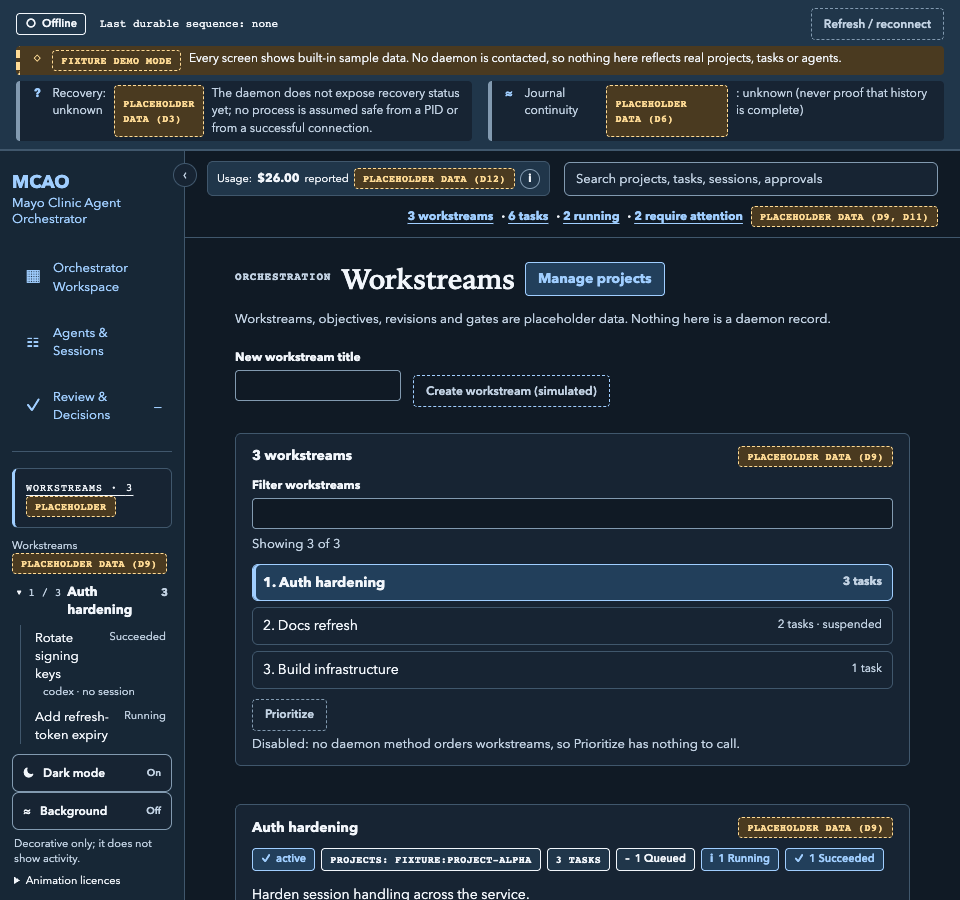 Offline
Last durable sequence: none
Refresh / reconnect
FIXTURE DEMO MODE Every screen shows built-in sample data. No daemon is contacted, so nothing here reflects real projects, tasks or agents.
? Recovery: unknown
PLACEHOLDER DATA (D3)
The daemon does not expose recovery status
yet; no process is assumed safe from a PID or
from a successful connection.
≈ Journal continuity
PLACEHOLDER DATA (D6)
: unknown (never proof that history
is complete)
MCAO
Mayo Clinic Agent
Orchestrator
‹
Orchestrator
Workspace
Agents &
Sessions
Review &
Decisions –
WORKSTREAMS · 3
PLACEHOLDER
Workstreams
PLACEHOLDER DATA (D9)
▾ 1 / 3 Auth hardening 3
Rotate signing keys Succeeded
codex · no session
Add refresh-token expiry Running
Dark mode On
≈ Background Off
Decorative only; it does not
show activity.
▶ Animation licences
Usage: $26.00 reported PLACEHOLDER DATA (D12) i
Search projects, tasks, sessions, approvals
3 workstreams · 6 tasks · 2 running · 2 require attention PLACEHOLDER DATA (D9, D11)
ORCHESTRATION Workstreams Manage projects
Workstreams, objectives, revisions and gates are placeholder data. Nothing here is a daemon record.
New workstream title
Create workstream (simulated)
3 workstreams PLACEHOLDER DATA (D9)
Filter workstreams
Showing 3 of 3
1. Auth hardening 3 tasks
2. Docs refresh 2 tasks · suspended
3. Build infrastructure 1 task
Prioritize
Disabled: no daemon method orders workstreams, so Prioritize has nothing to call.
Auth hardening PLACEHOLDER DATA (D9)
✓ active PROJECTS: FIXTURE:PROJECT-ALPHA 3 TASKS – 1 Queued i 1 Running ✓ 1 Succeeded
Harden session handling across the service.